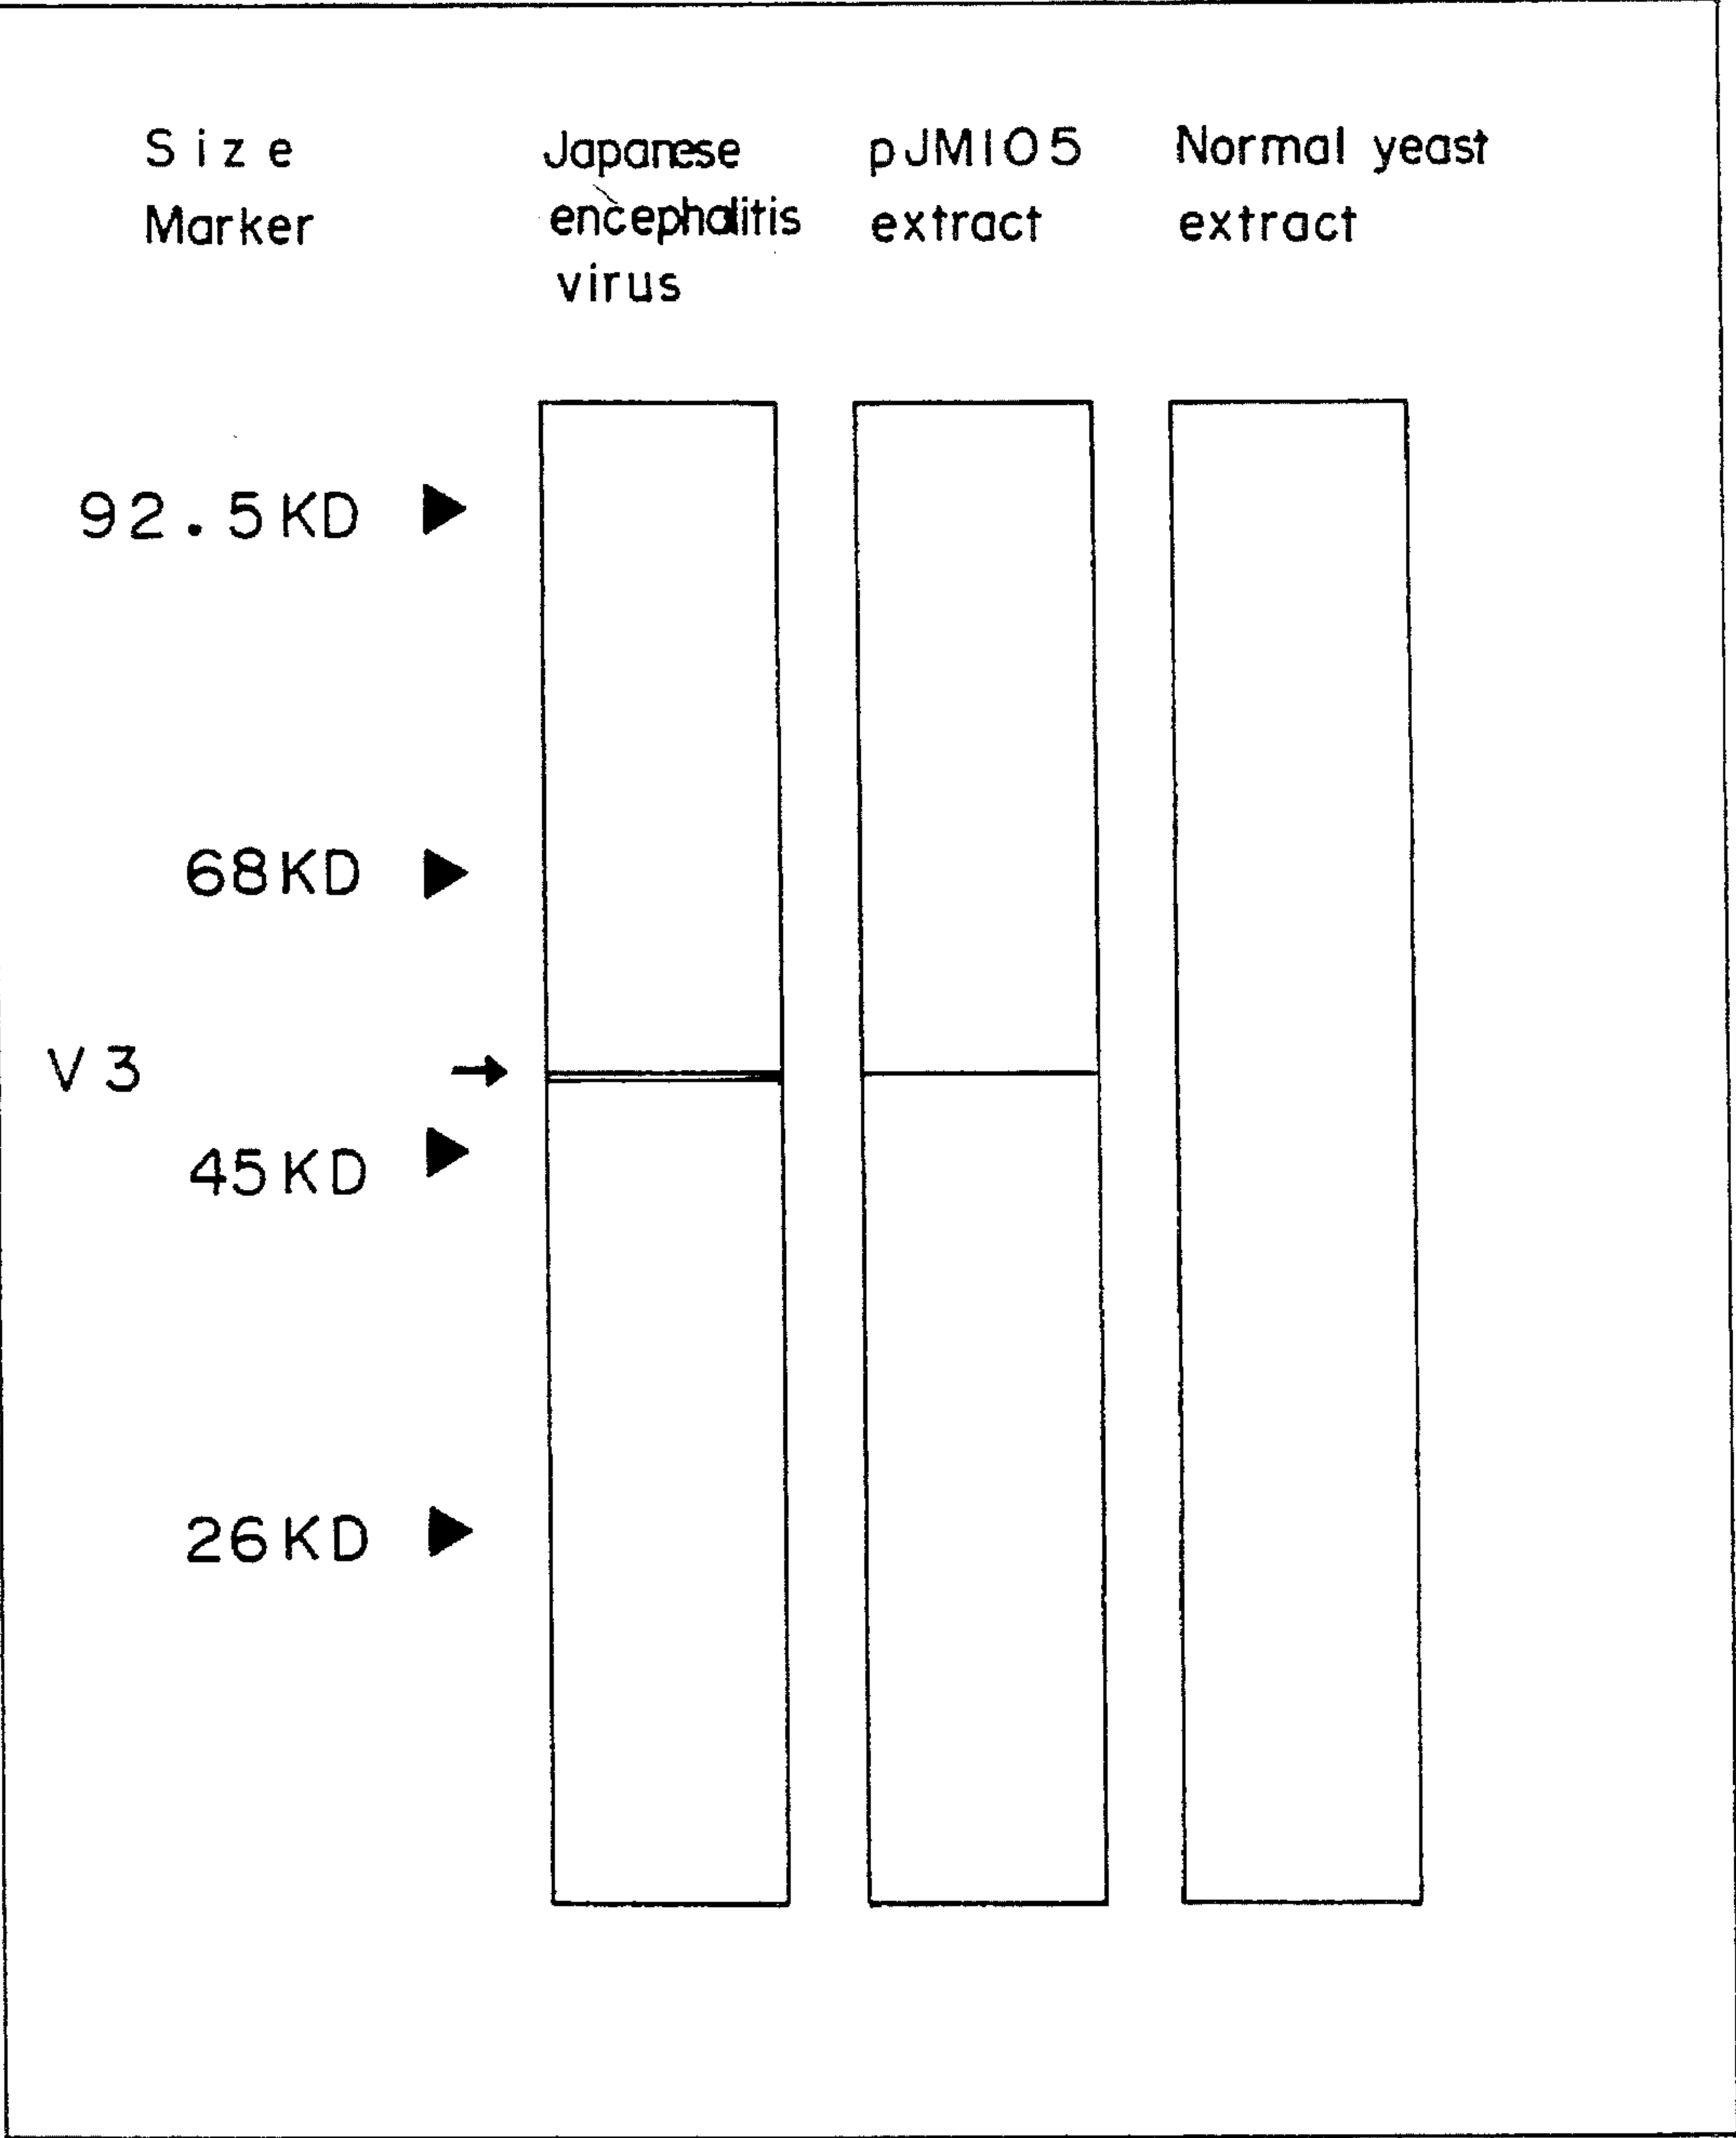 Size
Marker
Japanese
encephalitis
virus
pJM105
extract
Normal yeast
extract
92.5KD
68KD
V3
45KD
26KD